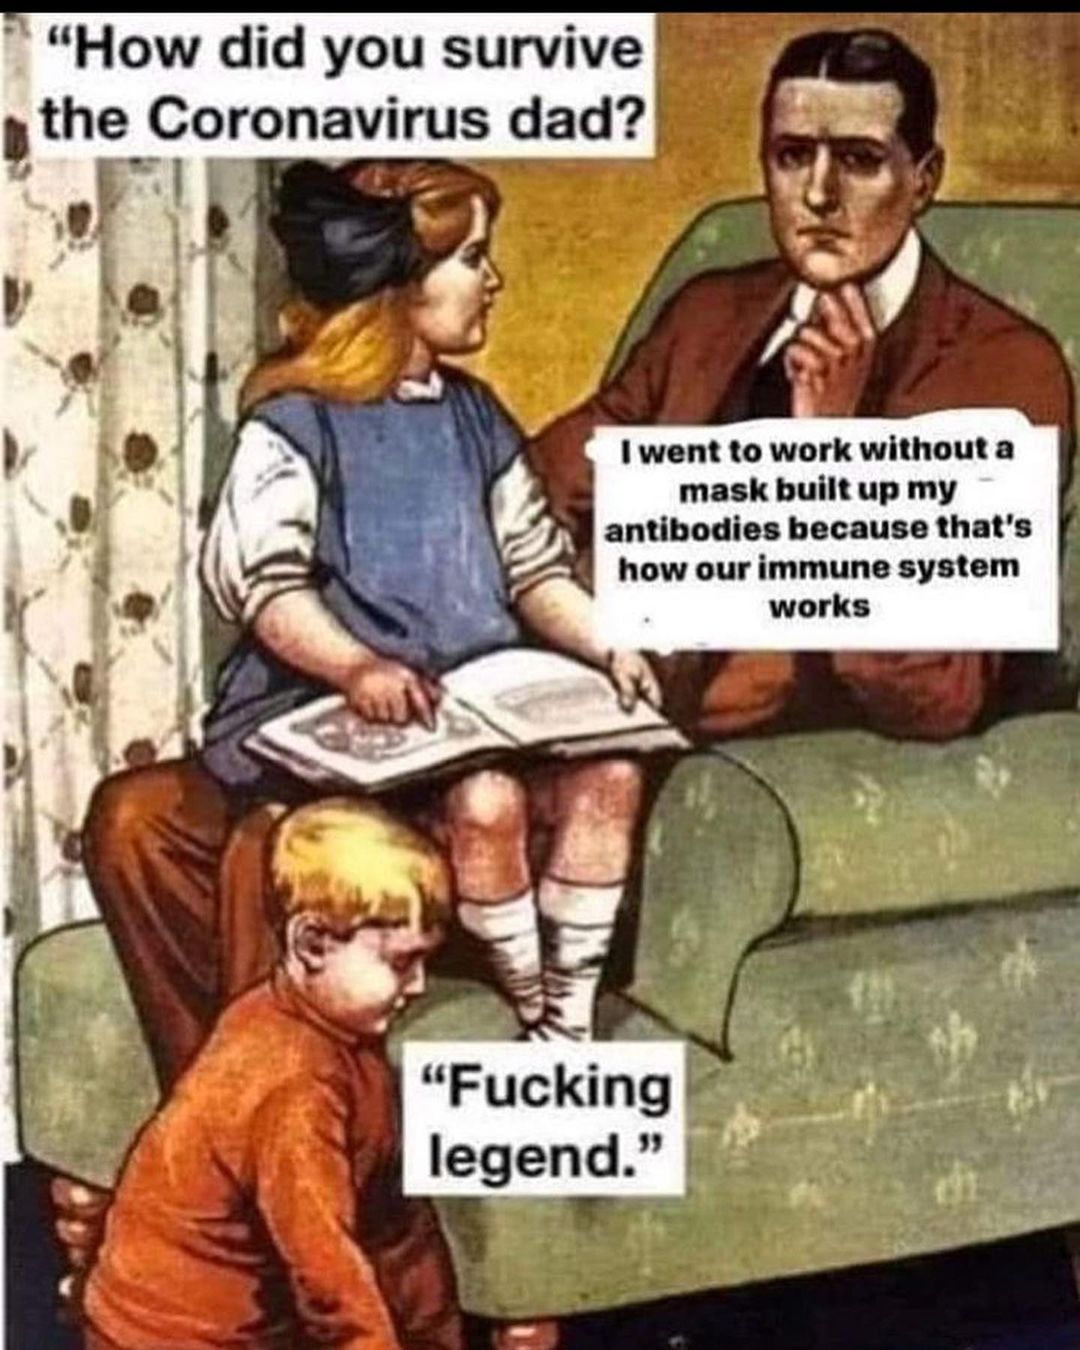 “How did you survive
the Coronavirus dad?
I went to work without a
mask built up my
antibodies because that's
how our immune system
works
“Fucking
legend.”